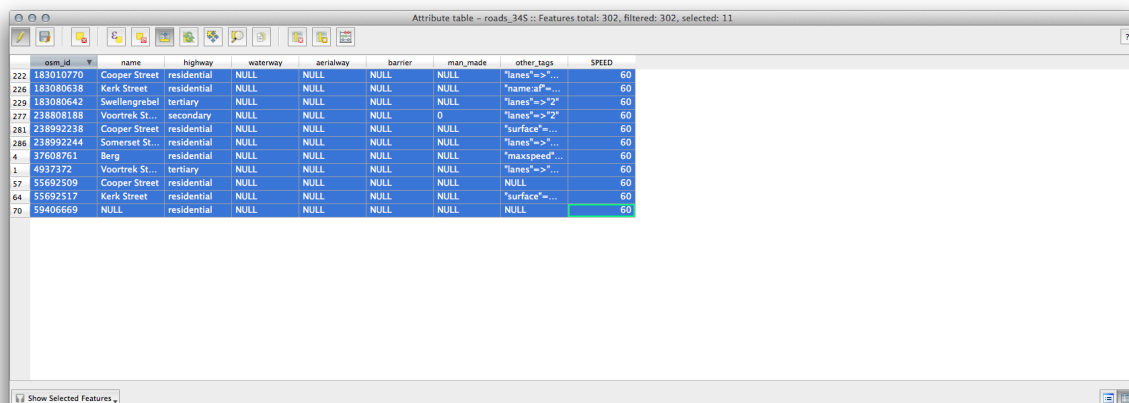 Attribute table - roads_34S :: Features total: 302, filtered: 302, selected: 11
?
osm_id name highway waterway aerialway barrier man_made other_tags SPEED
222 183010770 Cooper Street residential NULL NULL NULL NULL "lanes"=>"... 60
226 183080638 Kerk Street residential NULL NULL NULL NULL "name:af"=... 60
229 183080642 Swellengrebel tertiary NULL NULL NULL NULL "lanes"=>"2" 60
277 238808188 Voortrek St... secondary NULL NULL NULL 0 "lanes"=>"2" 60
281 238992238 Cooper Street residential NULL NULL NULL NULL "surface"=... 60
286 238992244 Somerset St... residential NULL NULL NULL NULL "lanes"=>"... 60
4 37608761 Berg residential NULL NULL NULL NULL "maxspeed"... 60
1 4937372 Voortrek St... tertiary NULL NULL NULL NULL "lanes"=>"... 60
57 55692509 Cooper Street residential NULL NULL NULL NULL NULL 60
64 55692517 Kerk Street residential NULL NULL NULL NULL "surface"=... 60
70 59406669 NULL residential NULL NULL NULL NULL NULL 60
Show Selected Features